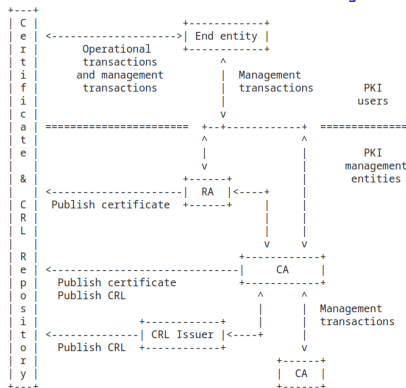 +---+
| C |                       +------------+
| e | <-------------------->| End entity |
| r |       Operational     +------------+
| t |       transactions          ^
| i |      and management         |  Management
| f |       transactions          |  transactions        PKI
| i |                             |                     users
| c |                             v
| a | =======================  +--+------------+  ==============
| t |                          ^               ^
| e |                          |               |         PKI
|   |                          v               |      management
| & |                       +------+           |       entities
|   | <---------------------|  RA  |<----+     |
| C |  Publish certificate  +------+     |     |
| R |                                    |     |
| L |                                    |     |
|   |                                    v     v
| R |                                +------------+
| e | <------------------------------|     CA     |
| p |   Publish certificate          +------------+
| o |   Publish CRL                     ^      ^
| s |                                   |      |  Management
| i |                +------------+     |      |  transactions
| t | <--------------| CRL Issuer |<----+      |
| o |   Publish CRL  +------------+            v
| r |                                      +------+
| y |                                      |  CA  |
+---+                                      +------+